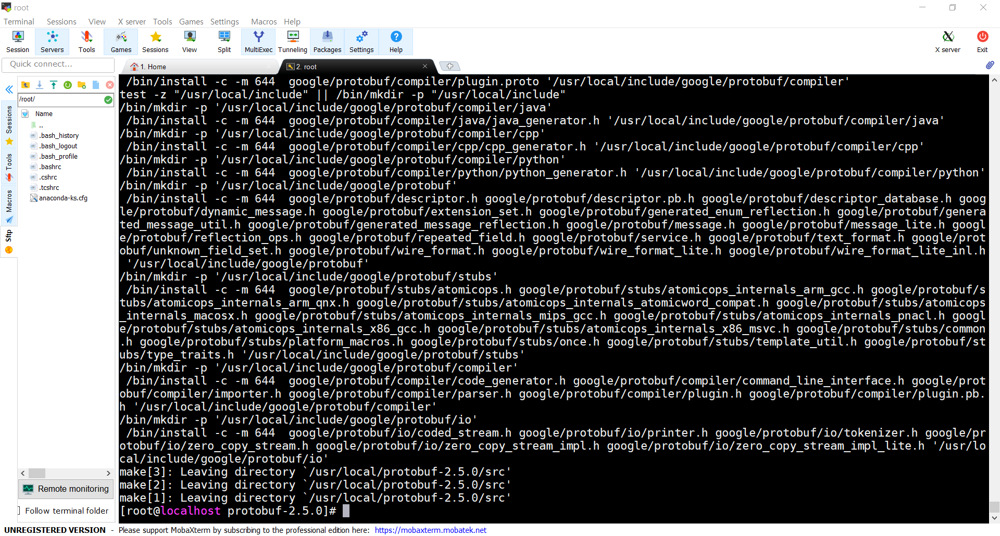 root
Terminal Sessions View X server Tools Games Settings Macros Help
Session Servers Tools Games Sessions View Split MultiExec Tunneling Packages Settings Help X server Exit
Quick connect...
1. Home
2. root
/root/
Name
..
.bash_history
.bash_logout
.bash_profile
.bashrc
.cshrc
.tcshrc
anaconda-ks.cfg
Sessions
Tools
Macros
Sftp
Remote monitoring
Follow terminal folder
 /bin/install -c -m 644  google/protobuf/compiler/plugin.proto '/usr/local/include/google/protobuf/compiler'
test -z "/usr/local/include" || /bin/mkdir -p "/usr/local/include"
/bin/mkdir -p '/usr/local/include/google/protobuf/compiler/java'
 /bin/install -c -m 644  google/protobuf/compiler/java/java_generator.h '/usr/local/include/google/protobuf/compiler/java'
/bin/mkdir -p '/usr/local/include/google/protobuf/compiler/cpp'
 /bin/install -c -m 644  google/protobuf/compiler/cpp/cpp_generator.h '/usr/local/include/google/protobuf/compiler/cpp'
/bin/mkdir -p '/usr/local/include/google/protobuf/compiler/python'
 /bin/install -c -m 644  google/protobuf/compiler/python/python_generator.h '/usr/local/include/google/protobuf/compiler/python'
/bin/mkdir -p '/usr/local/include/google/protobuf'
 /bin/install -c -m 644  google/protobuf/descriptor.h google/protobuf/descriptor.pb.h google/protobuf/descriptor_database.h goog
le/protobuf/dynamic_message.h google/protobuf/extension_set.h google/protobuf/generated_enum_reflection.h google/protobuf/genera
ted_message_util.h google/protobuf/generated_message_reflection.h google/protobuf/message.h google/protobuf/message_lite.h googl
e/protobuf/reflection_ops.h google/protobuf/repeated_field.h google/protobuf/service.h google/protobuf/text_format.h google/prot
obuf/unknown_field_set.h google/protobuf/wire_format.h google/protobuf/wire_format_lite.h google/protobuf/wire_format_lite_inl.h
 '/usr/local/include/google/protobuf'
/bin/mkdir -p '/usr/local/include/google/protobuf/stubs'
 /bin/install -c -m 644  google/protobuf/stubs/atomicops.h google/protobuf/stubs/atomicops_internals_arm_gcc.h google/protobuf/s
tubs/atomicops_internals_arm_qnx.h google/protobuf/stubs/atomicops_internals_atomicword_compat.h google/protobuf/stubs/atomicops
_internals_macosx.h google/protobuf/stubs/atomicops_internals_mips_gcc.h google/protobuf/stubs/atomicops_internals_pnacl.h googl
e/protobuf/stubs/atomicops_internals_x86_gcc.h google/protobuf/stubs/atomicops_internals_x86_msvc.h google/protobuf/stubs/common
.h google/protobuf/stubs/platform_macros.h google/protobuf/stubs/once.h google/protobuf/stubs/template_util.h google/protobuf/st
ubs/type_traits.h '/usr/local/include/google/protobuf/stubs'
/bin/mkdir -p '/usr/local/include/google/protobuf/compiler'
 /bin/install -c -m 644  google/protobuf/compiler/code_generator.h google/protobuf/compiler/command_line_interface.h google/prot
obuf/compiler/importer.h google/protobuf/compiler/parser.h google/protobuf/compiler/plugin.h google/protobuf/compiler/plugin.pb.
h '/usr/local/include/google/protobuf/compiler'
/bin/mkdir -p '/usr/local/include/google/protobuf/io'
 /bin/install -c -m 644  google/protobuf/io/coded_stream.h google/protobuf/io/printer.h google/protobuf/io/tokenizer.h google/pr
otobuf/io/zero_copy_stream.h google/protobuf/io/zero_copy_stream_impl.h google/protobuf/io/zero_copy_stream_impl_lite.h '/usr/lo
cal/include/google/protobuf/io'
make[3]: Leaving directory `/usr/local/protobuf-2.5.0/src'
make[2]: Leaving directory `/usr/local/protobuf-2.5.0/src'
make[1]: Leaving directory `/usr/local/protobuf-2.5.0/src'
[root@localhost protobuf-2.5.0]#
UNREGISTERED VERSION - Please support MobaXterm by subscribing to the professional edition here: https://mobaxterm.mobatek.net